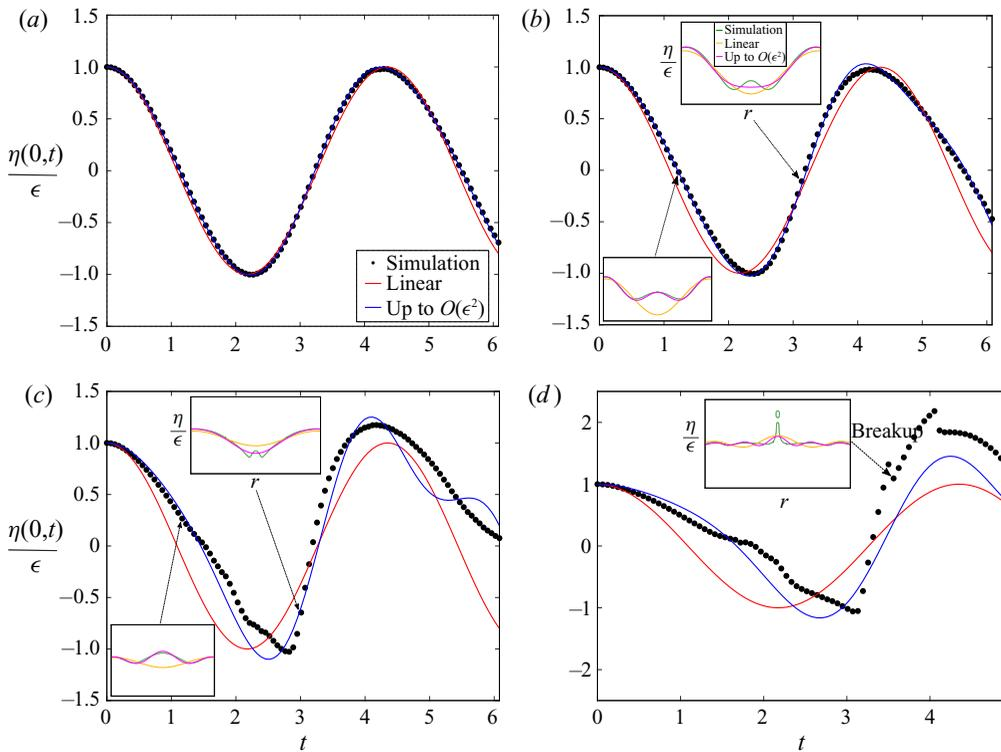 (a)
1.5
1.0
0.5
0
−0.5
−1.0
−1.5
η(0,t)
ϵ
0 1 2 3 4 5 6
Simulation
Linear
Up to O(ϵ²)
(b)
1.5
1.0
0.5
0
−0.5
−1.0
−1.5
0 1 2 3 4 5 6
η
ϵ
r
Simulation
Linear
Up to O(ϵ²)
(c)
1.5
1.0
0.5
0
−0.5
−1.0
−1.5
η(0,t)
ϵ
0 1 2 3 4 5 6
t
η
ϵ
r
(d)
2
1
0
−1
−2
0 1 2 3 4
t
η
ϵ
r
Breakup